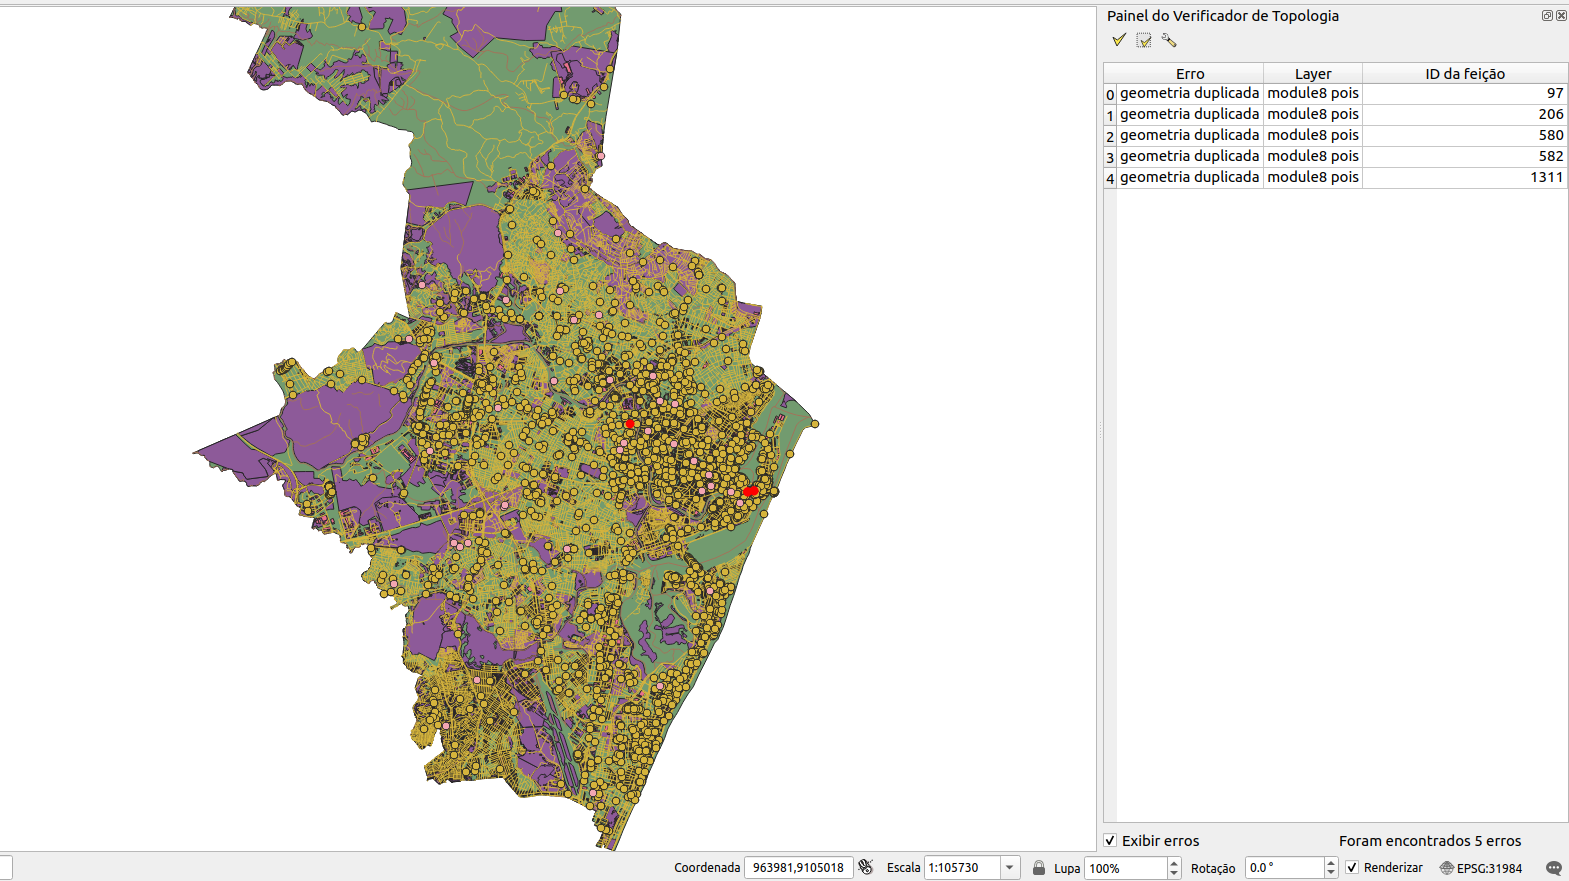 Painel do Verificador de Topologia
Erro Layer ID da feição
0 geometria duplicada module8 pois 97
1 geometria duplicada module8 pois 206
2 geometria duplicada module8 pois 580
3 geometria duplicada module8 pois 582
4 geometria duplicada module8 pois 1311
Exibir erros Foram encontrados 5 erros
Coordenada 963981,9105018 Escala 1:105730 Lupa 100% Rotação 0.0 ° Renderizar EPSG:31984